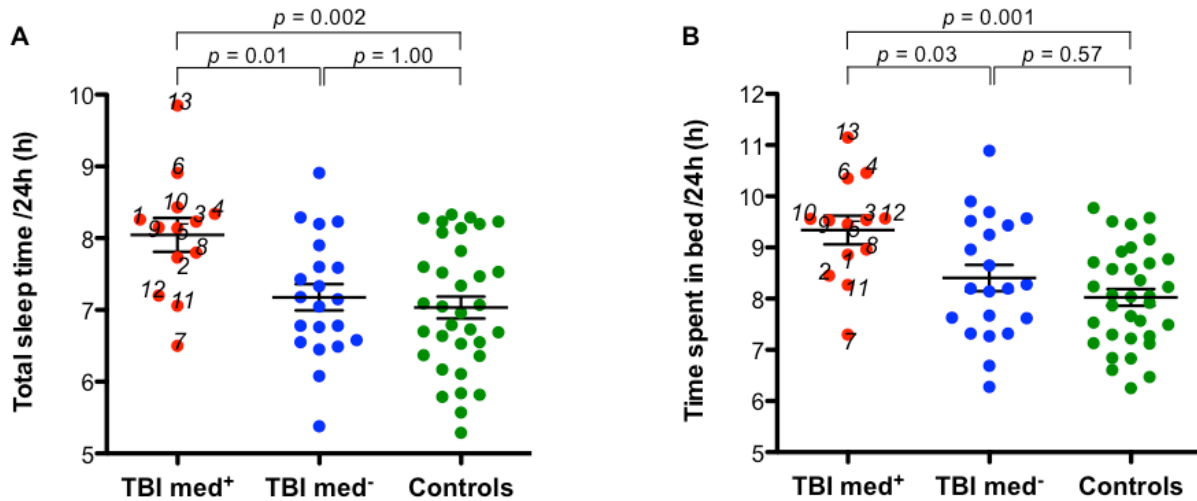 A
p = 0.002
p = 0.01
p = 1.00
Total sleep time /24h (h)
10
9
8
7
6
5
13
6
10
1
3
4
9
5
8
2
12
11
7
TBI med+
TBI med-
Controls
B
p = 0.001
p = 0.03
p = 0.57
Time spent in bed /24h (h)
12
11
10
9
8
7
6
5
13
6
4
10
3
12
9
5
8
1
2
11
7
TBI med+
TBI med-
Controls